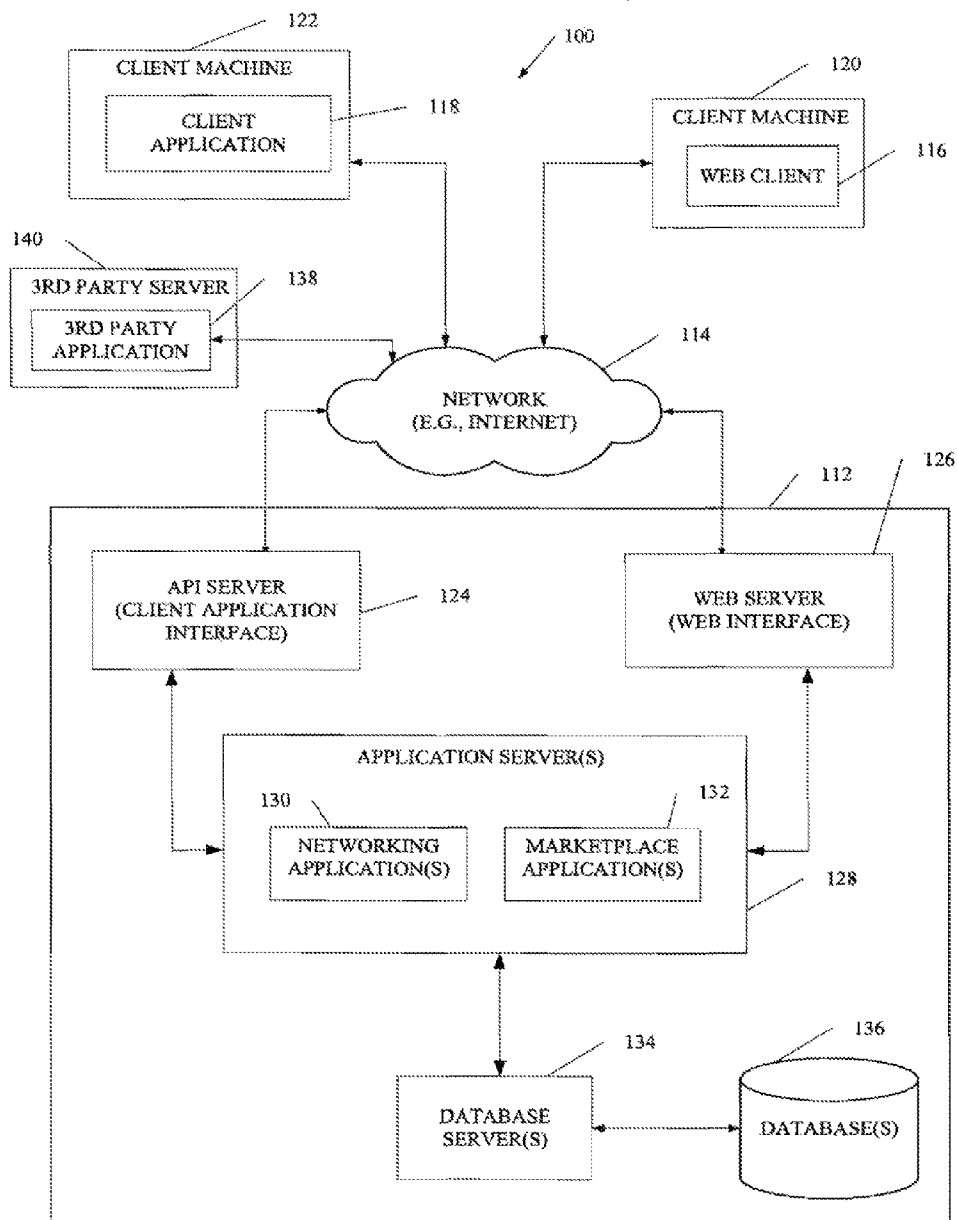 122
100
CLIENT MACHINE
120
CLIENT
APPLICATION
118
CLIENT MACHINE
116
WEB CLIENT
140
3RD PARTY SERVER
138
3RD PARTY
APPLICATION
114
NETWORK
(E.G., INTERNET)
126
112
API SERVER
(CLIENT APPLICATION
INTERFACE)
124
WEB SERVER
(WEB INTERFACE)
APPLICATION SERVER(S)
130
132
NETWORKING
APPLICATION(S)
MARKETPLACE
APPLICATION(S)
128
134
136
DATABASE
SERVER(S)
DATABASE(S)